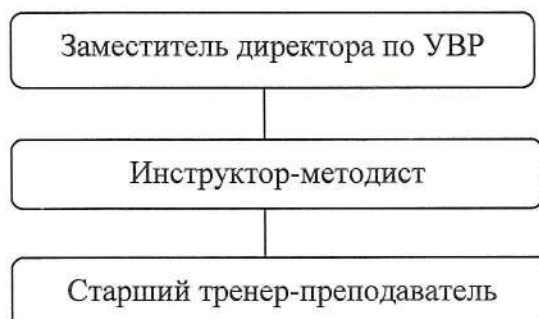 Заместитель директора по УВР
Инструктор-методист
Старший тренер-преподаватель